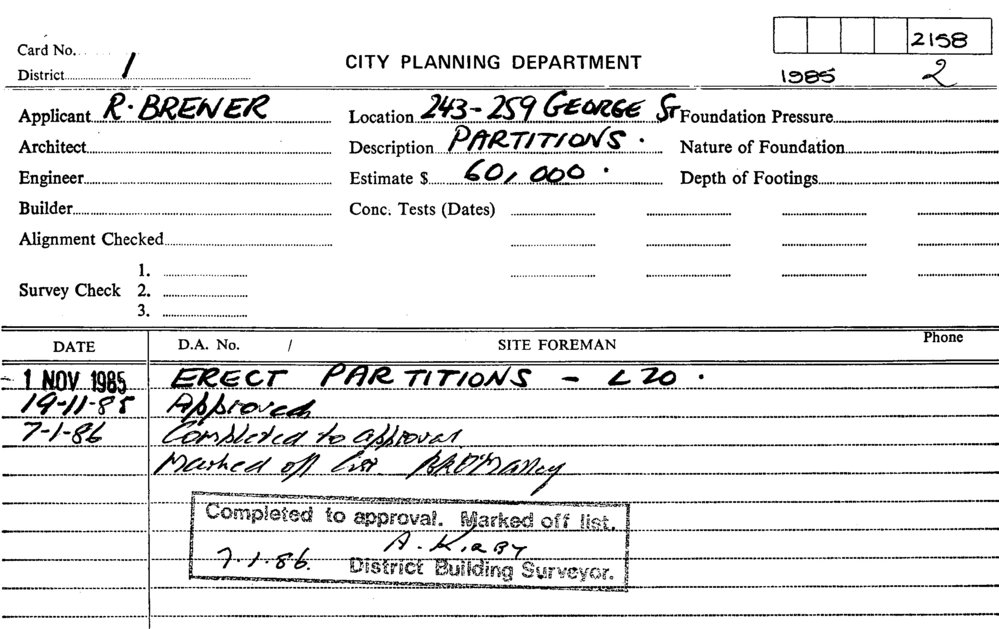 Card No. 2158
District 1 CITY PLANNING DEPARTMENT 1985 2
Applicant R. BREWER Location 243-259 GEORGE ST Foundation Pressure
Architect Description PARTITIONS. Nature of Foundation
Engineer Estimate $ 60,000. Depth of Footings
Builder Conc. Tests (Dates)
Alignment Checked
1.
Survey Check 2.
3.
DATE D.A. No. / SITE FOREMAN Phone
- 1 NOV 1985 ERECT PARTITIONS - L20.
19-11-85 Approved
7-1-86 Completed to approval
Marked off list
Completed to approval. Marked off list.
A. KIRBY
7.1.86. District Building Surveyor.